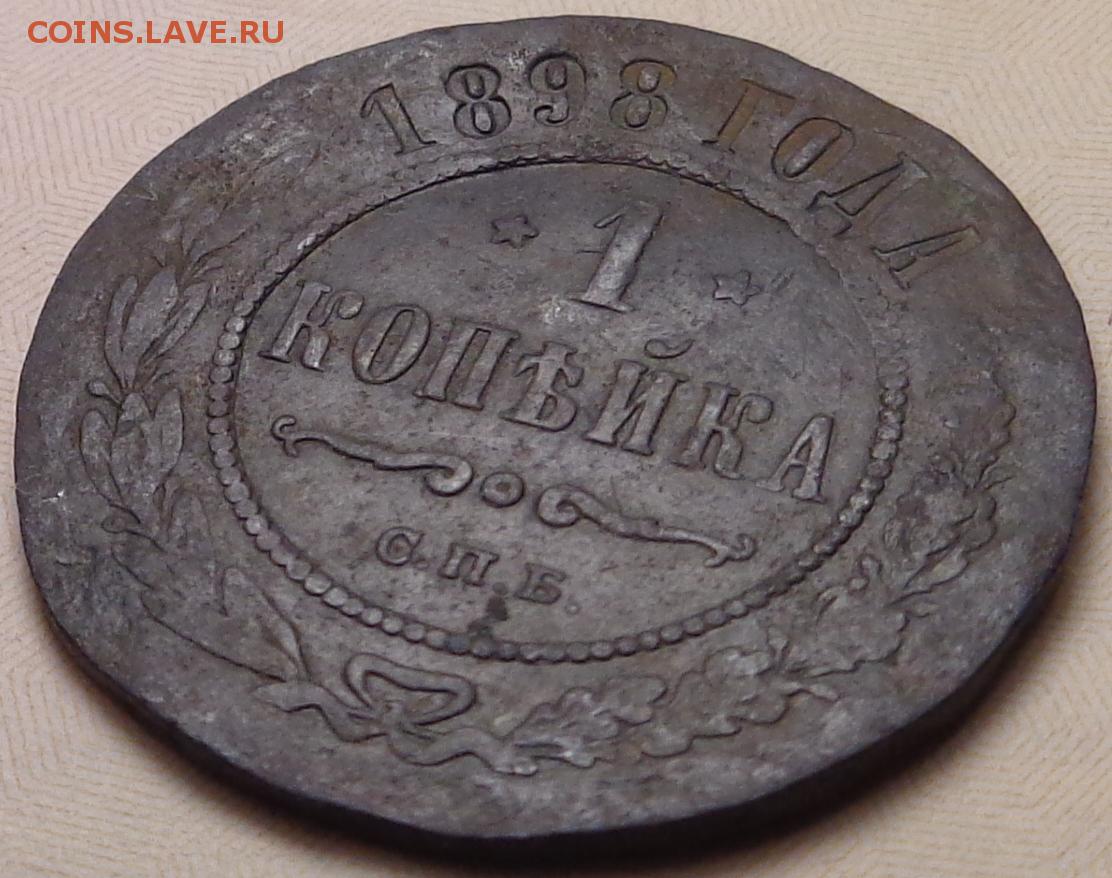 COINS.LAVE.RU
1898 ГОДА
1
КОПѢЙКА
С.П.Б.